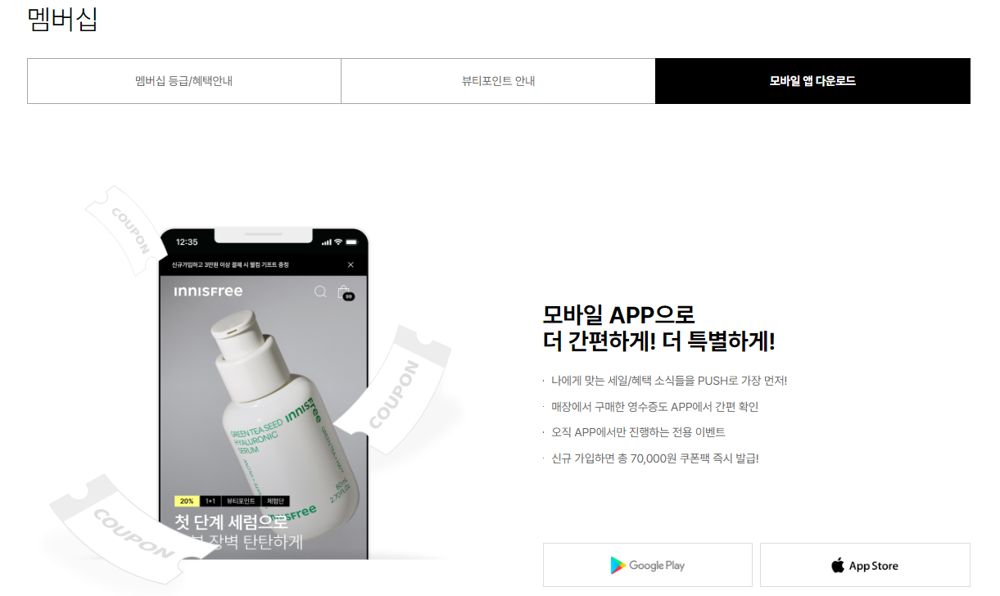 멤버십
멤버십 등급/혜택안내
뷰티포인트 안내
모바일 앱 다운로드
COUPON
12:35
신규가입하고 3만원 이상 결제 시 웰컴 기프트 증정
INNISFREE
99
COUPON
INNISFREE
GREEN TEA SEED
HYALURONIC
SERUM
GREEN TEA + HA
80mL
2.70 FL.Oz
INNISFREE
20%
1+1
뷰티포인트
체험단
첫 단계 세럼으로
장벽 탄탄하게
COUPON
모바일 APP으로
더 간편하게! 더 특별하게!
· 나에게 맞는 세일/혜택 소식들을 PUSH로 가장 먼저!
· 매장에서 구매한 영수증도 APP에서 간편 확인
· 오직 APP에서만 진행하는 전용 이벤트
· 신규 가입하면 총 70,000원 쿠폰팩 즉시 발급!
Google Play
App Store